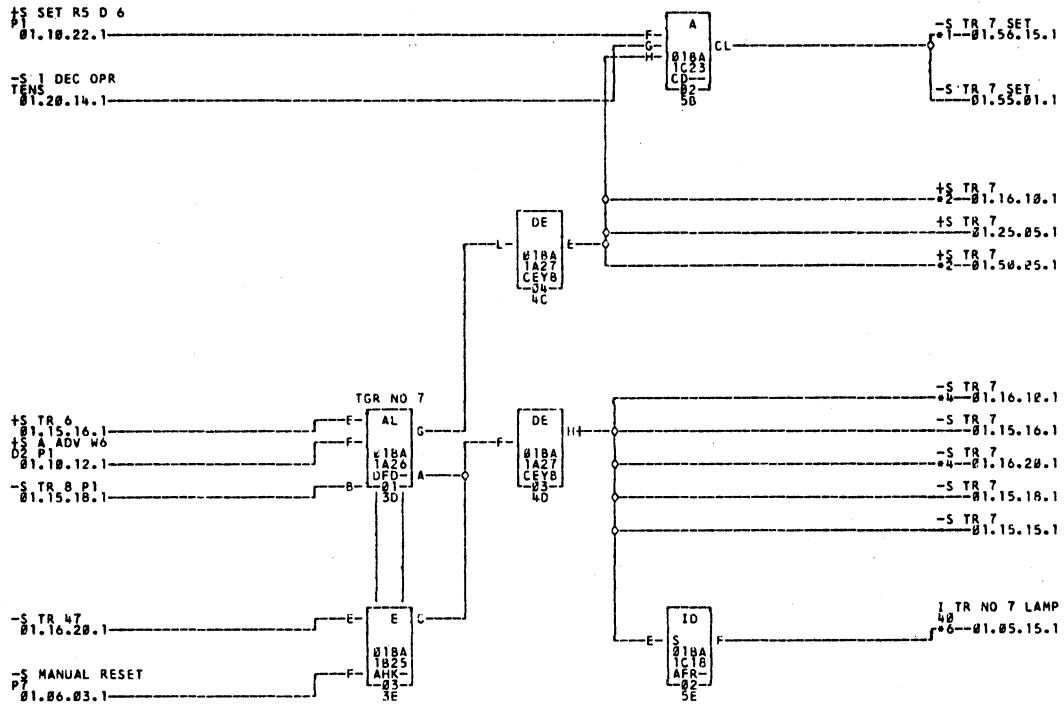 +S SET R5 D 6
P1
01.10.22.1
F
G
H
A
01BA
1C23
CD--
02
5B
CL
-S TR 7 SET
*1--01.56.15.1
-S 1 DEC OPR
TENS
01.20.14.1
-S TR 7 SET
01.55.01.1
+S TR 7
*2--01.16.10.1
+S TR 7
01.25.05.1
+S TR 7
*2--01.50.25.1
L
DE
01BA
1A27
CEYB
04
4C
E
TGR NO 7
+S TR 6
01.15.16.1
+S A ADV W6
D2 P1
01.10.12.1
-S TR 8 P1
01.15.18.1
E
F
B
AL
01BA
1A26
DFD-
01
3D
G
A
F
DE
01BA
1A27
CEYB
03
4D
H
-S TR 7
*4--01.16.12.1
-S TR 7
01.15.16.1
-S TR 7
*4--01.16.20.1
-S TR 7
01.15.18.1
-S TR 7
01.15.15.1
-S TR 47
01.16.20.1
-S MANUAL RESET
P7
01.06.03.1
E
F
E
01BA
1B25
AHK-
03
3E
C
E
ID
S
01BA
1C18
AFR-
02
5E
F
I TR NO 7 LAMP
40
*6--01.05.15.1